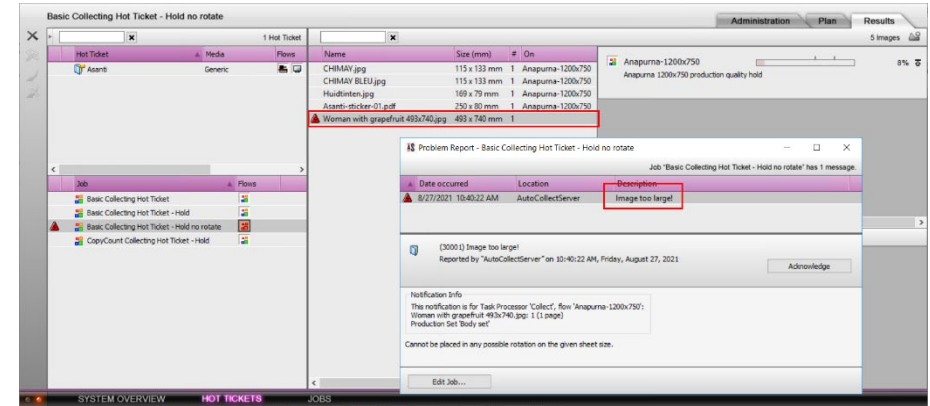 Basic Collecting Hot Ticket - Hold no rotate
Administration Plan Results
1 Hot Ticket
5 images
Hot Ticket Media Flows
Asanti Generic
Name Size (mm) # On
CHIMAY.jpg 115 x 133 mm 1 Anapurna-1200x750
CHIMAY BLEU.jpg 115 x 133 mm 1 Anapurna-1200x750
Huidtinten.jpg 169 x 79 mm 1 Anapurna-1200x750
Asanti-sticker-01.pdf 250 x 80 mm 1 Anapurna-1200x750
Woman with grapefruit 493x740.jpg 493 x 740 mm 1
Anapurna-1200x750 8%
Anapurna 1200x750 production quality hold
Job Flows
Basic Collecting Hot Ticket
Basic Collecting Hot Ticket - Hold
Basic Collecting Hot Ticket - Hold no rotate
CopyCount Collecting Hot Ticket - Hold
Problem Report - Basic Collecting Hot Ticket - Hold no rotate
Job "Basic Collecting Hot Ticket - Hold no rotate" has 1 message.
Date occurred Location Description
8/27/2021 10:40:22 AM AutoCollectServer Image too large!
(30001) Image too large!
Reported by "AutoCollectServer" on 10:40:22 AM, Friday, August 27, 2021
Acknowledge
Notification Info
This notification is for Task Processor 'Collect', flow 'Anapurna-1200x750':
Woman with grapefruit 493x740.jpg: 1 (1 page)
Production Set 'Body set'
Cannot be placed in any possible rotation on the given sheet size.
Edit Job...
SYSTEM OVERVIEW HOT TICKETS JOBS